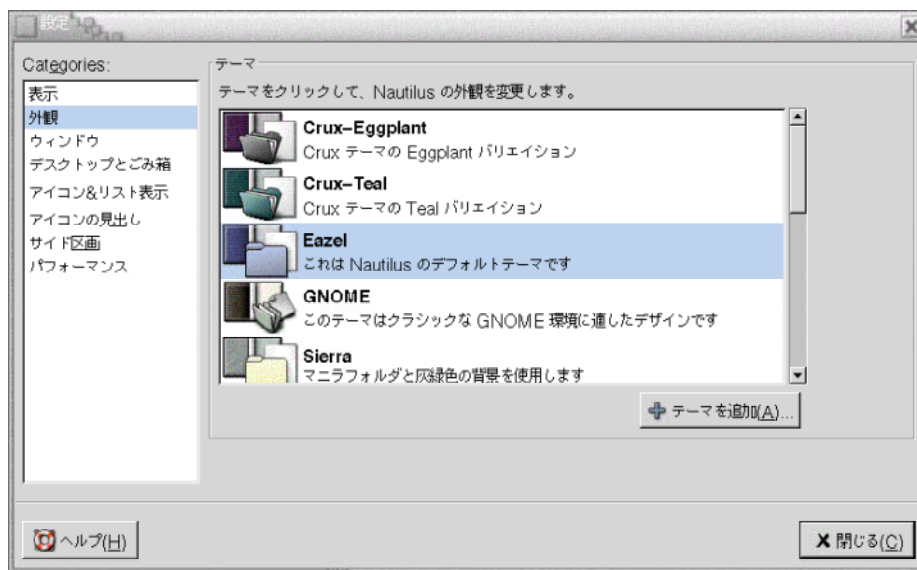 設定
Categories:
表示
外観
ウィンドウ
デスクトップとごみ箱
アイコン&リスト表示
アイコンの見出し
サイド区画
パフォーマンス
テーマ
テーマをクリックして、Nautilus の外観を変更します。
Crux-Eggplant
Crux テーマの Eggplant バリエイション
Crux-Teal
Crux テーマの Teal バリエイション
Eazel
これは Nautilus のデフォルトテーマです
GNOME
このテーマはクラシックな GNOME 環境に適したデザインです
Sierra
マニラフォルダと灰緑色の背景を使用します
テーマを追加(A)...
ヘルプ(H)
閉じる(C)